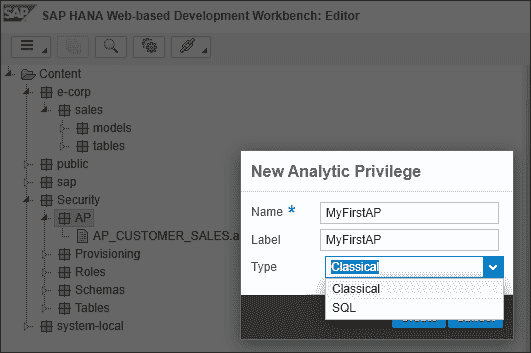 SAP SAP HANA Web-based Development Workbench: Editor
Content
e-corp
sales
models
tables
public
sap
Security
AP
AP_CUSTOMER_SALES.a
Provisioning
Roles
Schemas
Tables
system-local
New Analytic Privilege
Name * MyFirstAP
Label MyFirstAP
Type Classical
Classical
SQL